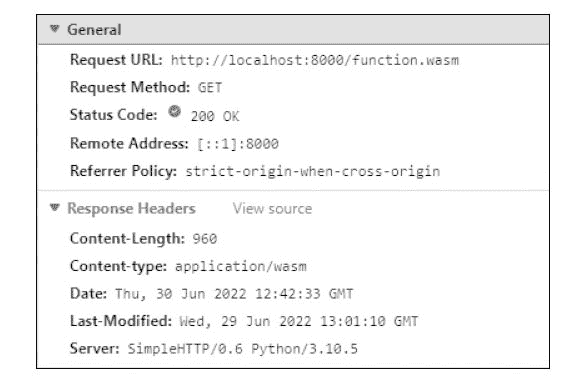 General
Request URL: http://localhost:8000/function.wasm
Request Method: GET
Status Code: 200 OK
Remote Address: [::1]:8000
Referrer Policy: strict-origin-when-cross-origin
Response Headers View source
Content-Length: 960
Content-type: application/wasm
Date: Thu, 30 Jun 2022 12:42:33 GMT
Last-Modified: Wed, 29 Jun 2022 13:01:10 GMT
Server: SimpleHTTP/0.6 Python/3.10.5